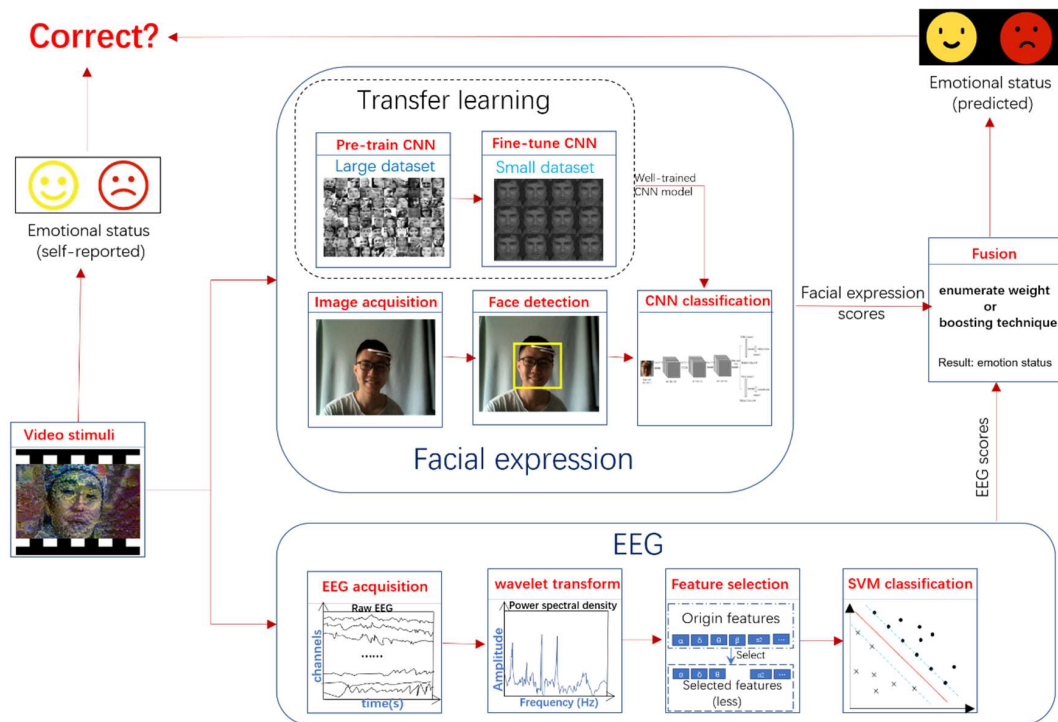 Correct?
Emotional status
(predicted)
Emotional status
(self-reported)
Video stimuli
Transfer learning
Pre-train CNN
Large dataset
Fine-tune CNN
Small dataset
Well-trained
CNN model
Image acquisition
Face detection
CNN classification
Facial expression
Facial expression
scores
Fusion
enumerate weight
or
boosting technique
Result: emotion status
EEG scores
EEG
EEG acquisition
Raw EEG
channels
......
time(s)
wavelet transform
Power spectral density
Amplitude
Frequency (Hz)
Feature selection
Origin features
α δ θ β ...
Select
α δ θ ...
Selected features
(less)
SVM classification